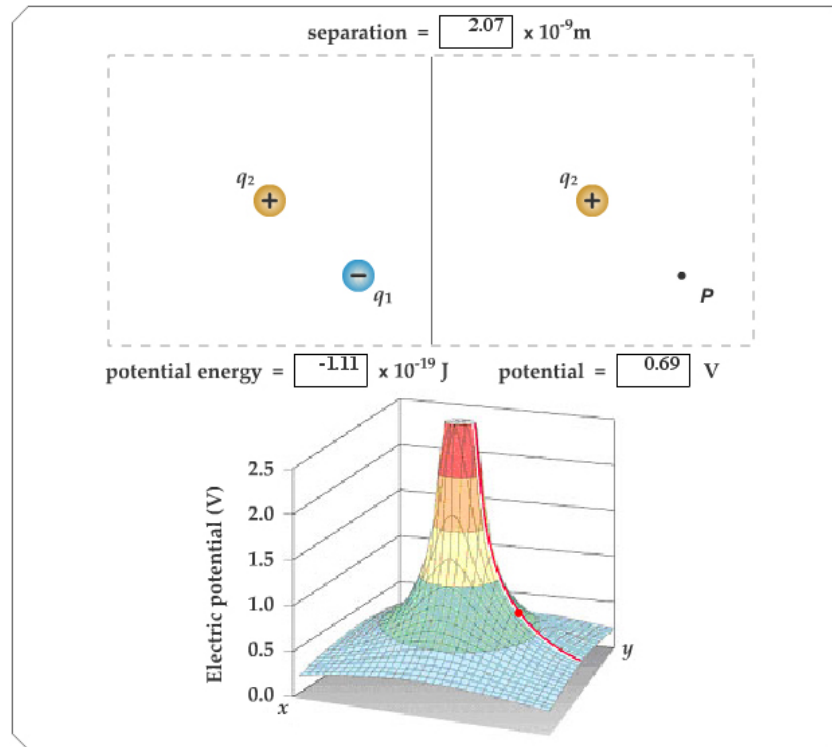 separation = 2.07 x 10⁻⁹m
q₂ q₂
+ +
− q₁ P
potential energy = -1.11 x 10⁻¹⁹ J potential = 0.69 V
Electric potential (V)
2.5
2.0
1.5
1.0
0.5
0.0
x
y